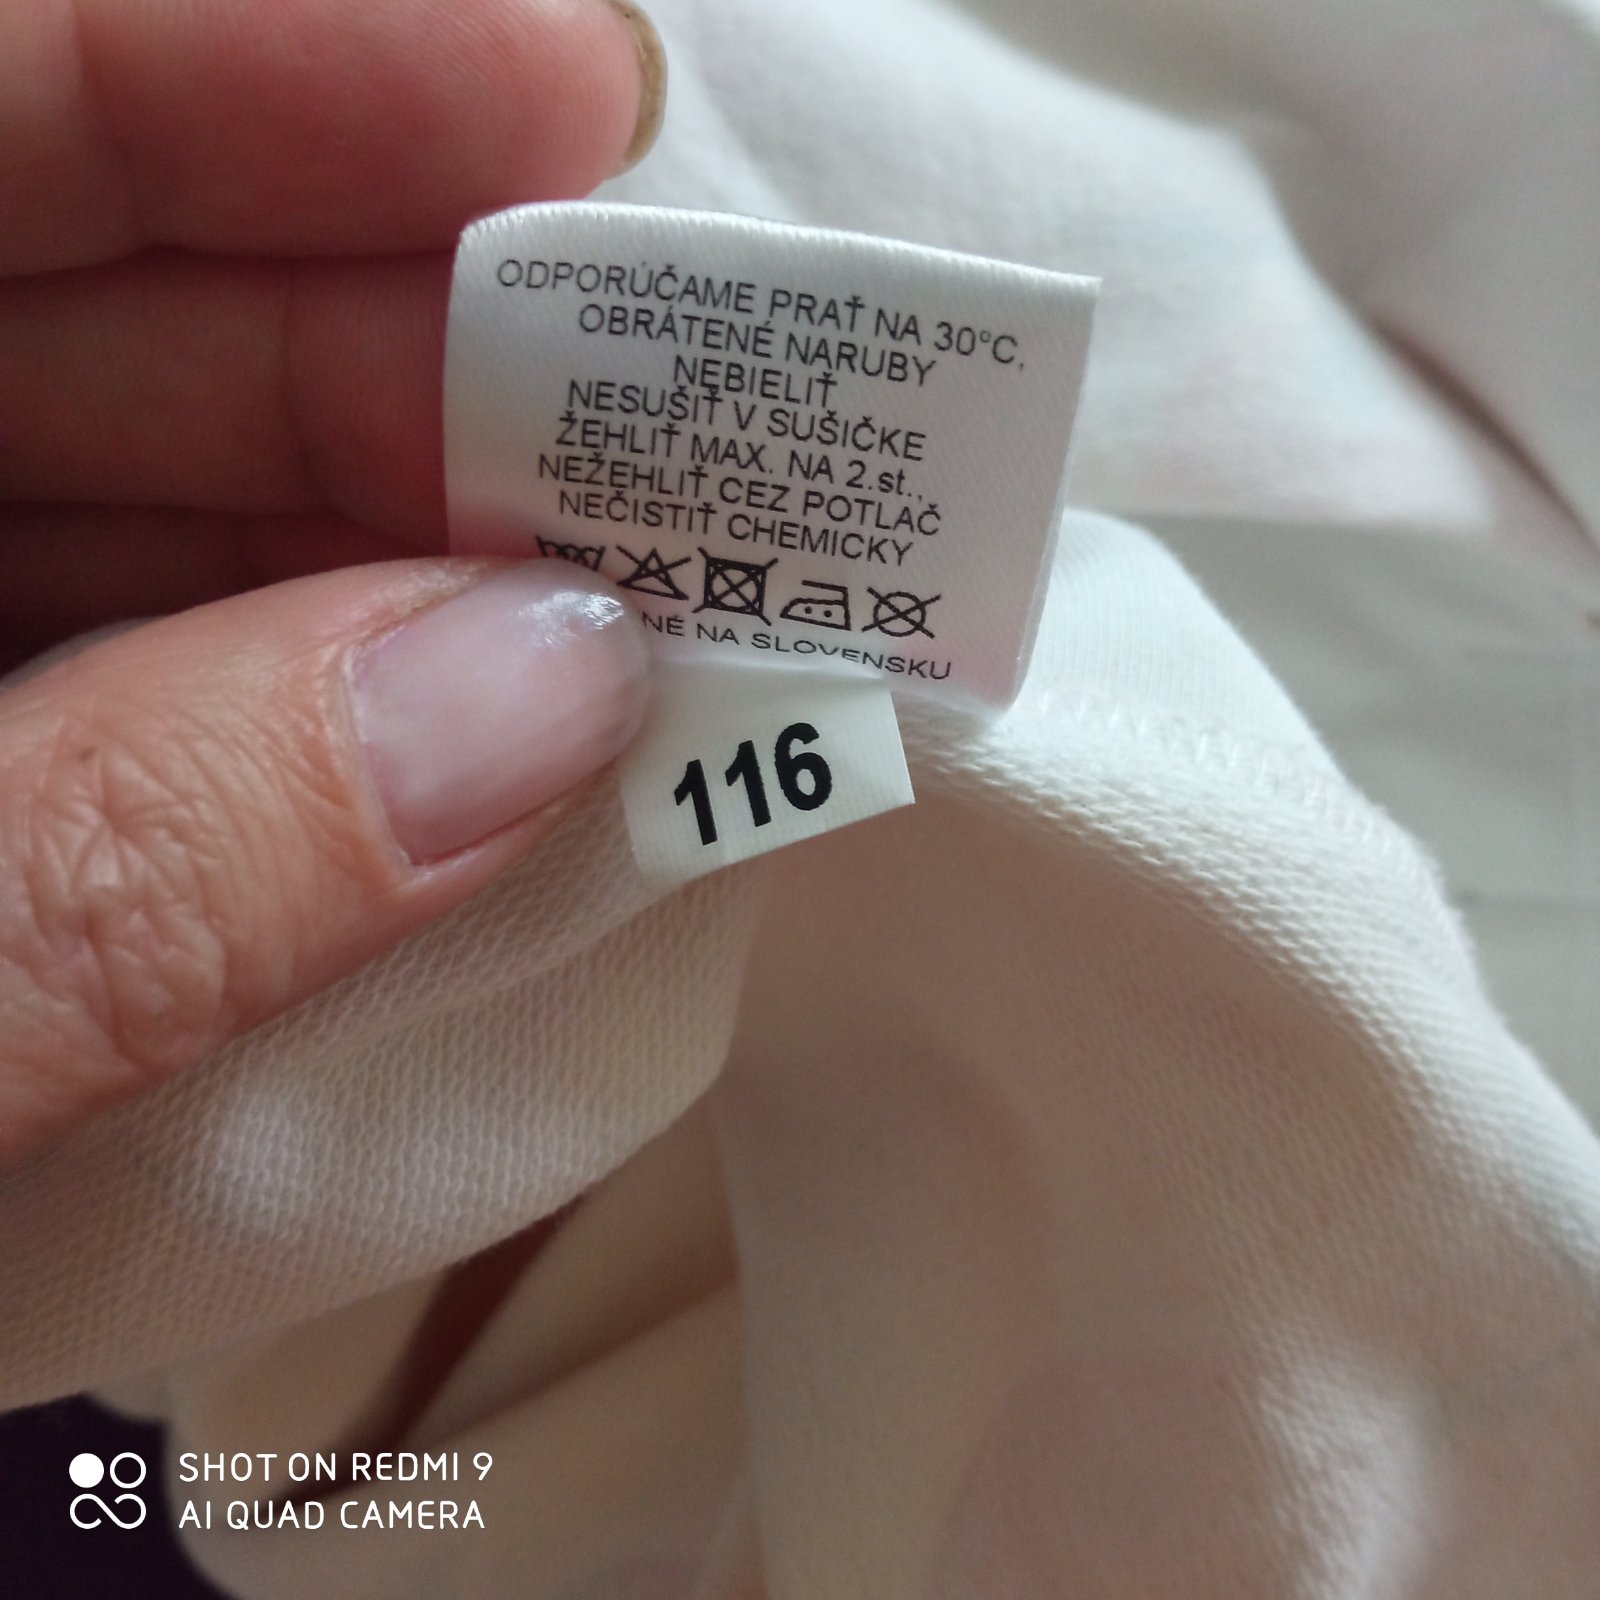 ODPORÚČAME PRAŤ NA 30°C,
OBRÁTENÉ NARUBY
NEBIELIŤ
NESUŠIŤ V SUŠIČKE
ŽEHLIŤ MAX. NA 2.st.,
NEŽEHLIŤ CEZ POTLAČ
NEČISTIŤ CHEMICKY
NA SLOVENSKU
116
SHOT ON REDMI 9
AI QUAD CAMERA